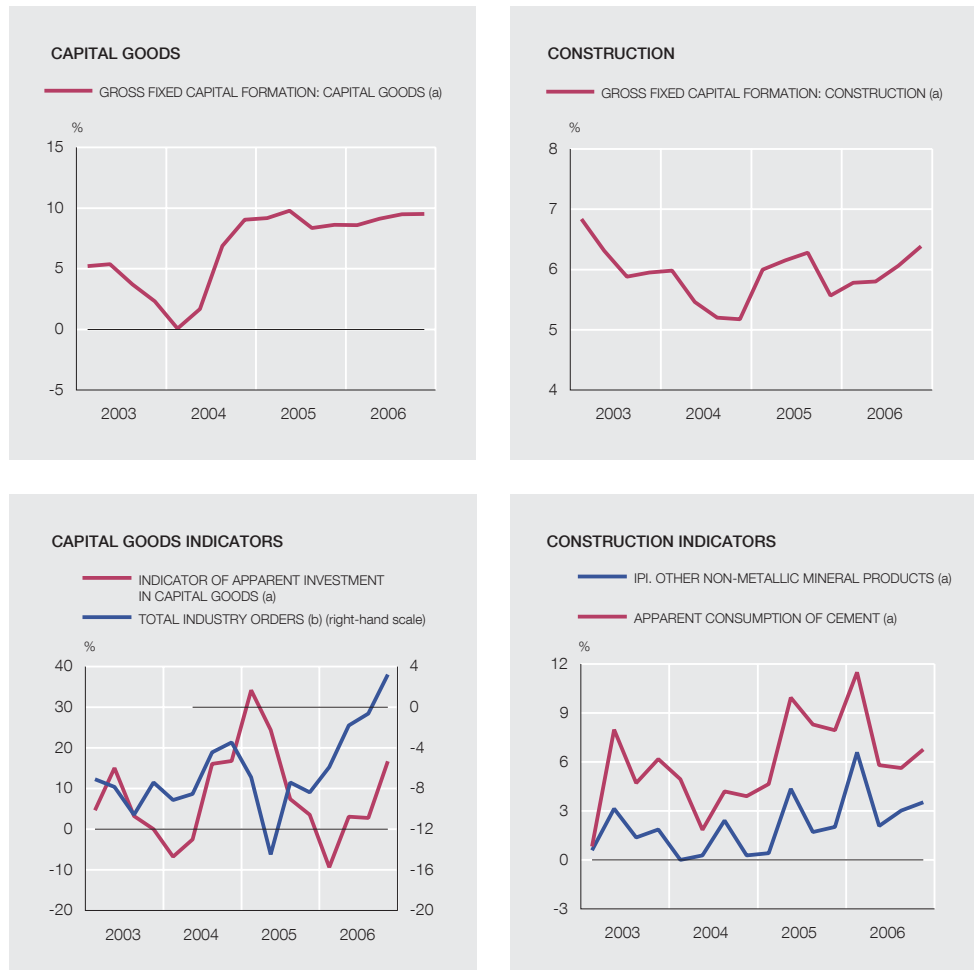 CAPITAL GOODS
GROSS FIXED CAPITAL FORMATION: CAPITAL GOODS (a)
%
15
10
5
0
-5
2003 2004 2005 2006
CONSTRUCTION
GROSS FIXED CAPITAL FORMATION: CONSTRUCTION (a)
%
8
7
6
5
4
2003 2004 2005 2006
CAPITAL GOODS INDICATORS
INDICATOR OF APPARENT INVESTMENT
IN CAPITAL GOODS (a)
TOTAL INDUSTRY ORDERS (b) (right-hand scale)
%
40 4
30 0
20 -4
10 -8
0 -12
-10 -16
-20 -20
2003 2004 2005 2006
CONSTRUCTION INDICATORS
IPI. OTHER NON-METALLIC MINERAL PRODUCTS (a)
APPARENT CONSUMPTION OF CEMENT (a)
%
12
9
6
3
0
-3
2003 2004 2005 2006